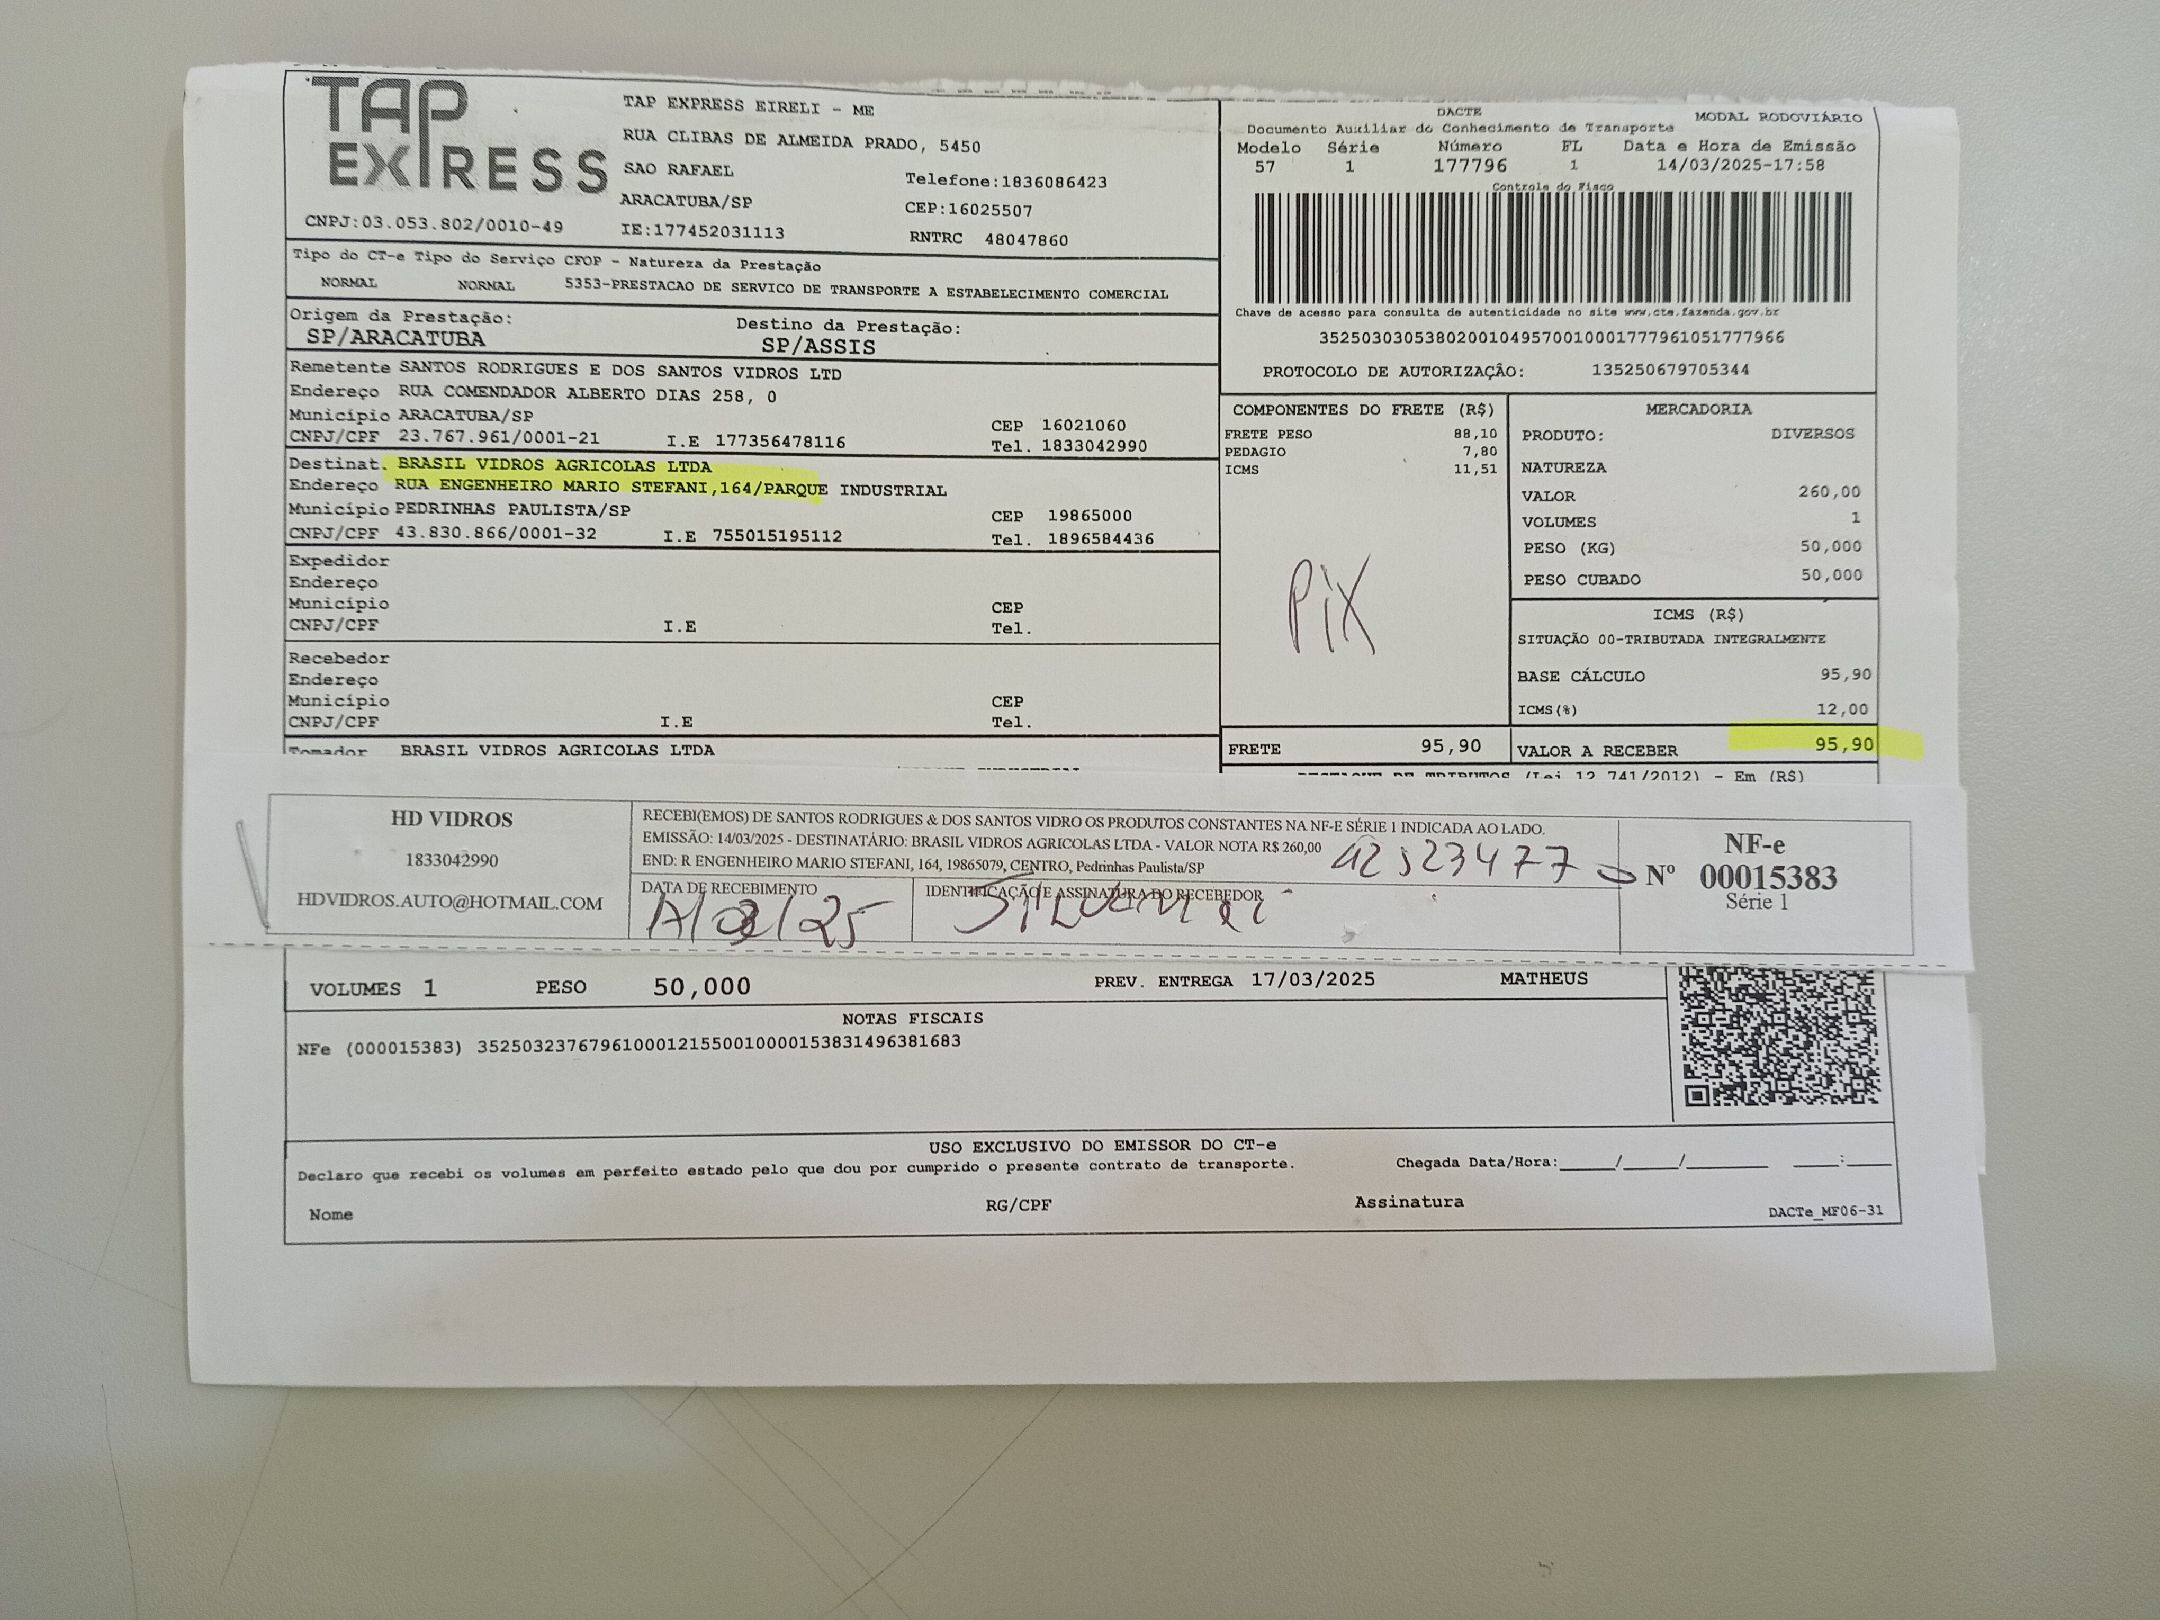 TAP
EXPRESS
CNPJ:03.053.802/0010-49
TAP EXPRESS EIRELI - ME
RUA CLIBAS DE ALMEIDA PRADO, 5450
SAO RAFAEL
Telefone:1836086423
ARACATUBA/SP
CEP:16025507
IE:177452031113
RNTRC 48047860
DACTE
MODAL RODOVIÁRIO
Documento Auxiliar do Conhecimento de Transporte
Modelo Série Número FL Data e Hora de Emissão
57 1 177796 1 14/03/2025-17:58
Controle do Fisco
Chave de acesso para consulta de autenticidade no site www.cte.fazenda.gov.br
35250303053802001049570010001777961051777966
PROTOCOLO DE AUTORIZAÇÃO: 135250679705344
Tipo do CT-e Tipo do Serviço CFOP - Natureza da Prestação
NORMAL NORMAL 5353-PRESTACAO DE SERVICO DE TRANSPORTE A ESTABELECIMENTO COMERCIAL
Origem da Prestação: Destino da Prestação:
SP/ARACATUBA SP/ASSIS
Remetente SANTOS RODRIGUES E DOS SANTOS VIDROS LTD
Endereço RUA COMENDADOR ALBERTO DIAS 258, 0
Município ARACATUBA/SP CEP 16021060
CNPJ/CPF 23.767.961/0001-21 I.E 177356478116 Tel. 1833042990
Destinat. BRASIL VIDROS AGRICOLAS LTDA
Endereço RUA ENGENHEIRO MARIO STEFANI,164/PARQUE INDUSTRIAL
Município PEDRINHAS PAULISTA/SP CEP 19865000
CNPJ/CPF 43.830.866/0001-32 I.E 755015195112 Tel. 1896584436
Expedidor
Endereço
Município CEP
CNPJ/CPF I.E Tel.
Recebedor
Endereço
Município CEP
CNPJ/CPF I.E Tel.
Tomador BRASIL VIDROS AGRICOLAS LTDA
COMPONENTES DO FRETE (R$)
FRETE PESO 88,10
PEDAGIO 7,80
ICMS 11,51
PIX
FRETE 95,90
MERCADORIA
PRODUTO: DIVERSOS
NATUREZA
VALOR 260,00
VOLUMES 1
PESO (KG) 50,000
PESO CUBADO 50,000
ICMS (R$)
SITUAÇÃO 00-TRIBUTADA INTEGRALMENTE
BASE CÁLCULO 95,90
ICMS(%) 12,00
VALOR A RECEBER 95,90
(Lei 12.741/2012) - Em (R$)
HD VIDROS
1833042990
HDVIDROS.AUTO@HOTMAIL.COM
RECEBI(EMOS) DE SANTOS RODRIGUES & DOS SANTOS VIDRO OS PRODUTOS CONSTANTES NA NF-E SÉRIE 1 INDICADA AO LADO.
EMISSÃO: 14/03/2025 - DESTINATÁRIO: BRASIL VIDROS AGRICOLAS LTDA - VALOR NOTA R$ 260,00
END: R ENGENHEIRO MARIO STEFANI, 164, 19865079, CENTRO, Pedrinhas Paulista/SP
DATA DE RECEBIMENTO
IDENTIFICAÇÃO E ASSINATURA DO RECEBEDOR
NF-e
Nº 00015383
Série 1
VOLUMES 1 PESO 50,000 PREV. ENTREGA 17/03/2025 MATHEUS
NOTAS FISCAIS
NFe (000015383) 35250323767961000121550010000153831496381683
USO EXCLUSIVO DO EMISSOR DO CT-e
Declaro que recebi os volumes em perfeito estado pelo que dou por cumprido o presente contrato de transporte.
Chegada Data/Hora:_____/_____/_______ ____:____
Nome RG/CPF Assinatura
DACTe_MF06-31